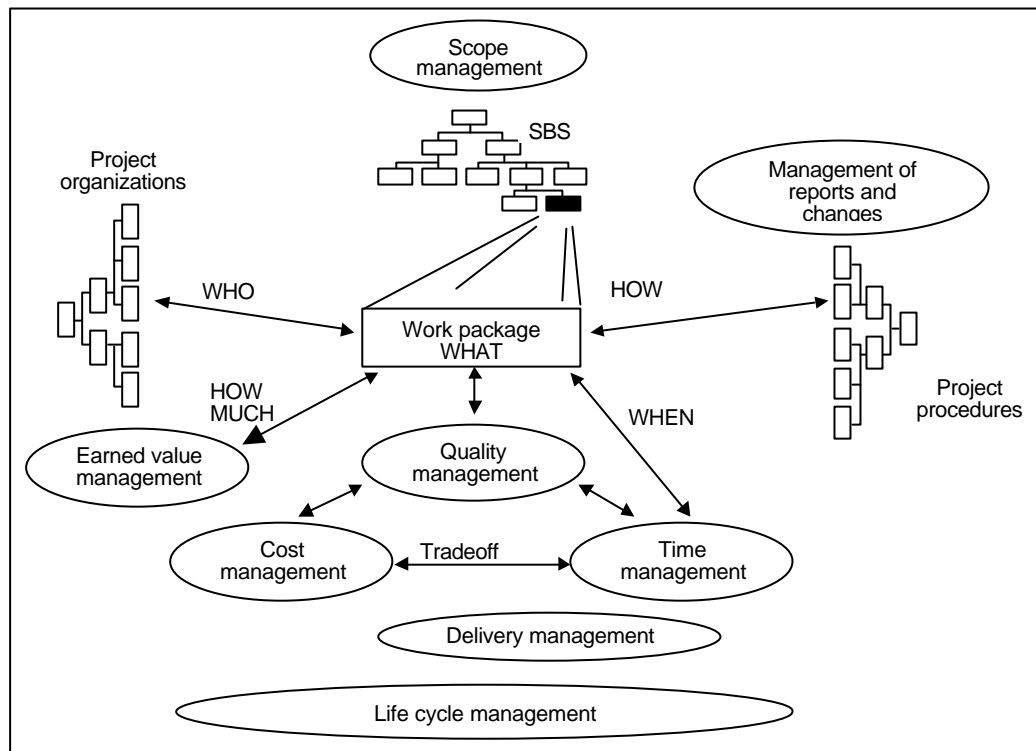 Scope
management
SBS
Project
organizations
Management of
reports and
changes
WHO
HOW
Work package
WHAT
HOW
MUCH
WHEN
Project
procedures
Earned value
management
Quality
management
Cost
management
Tradeoff
Time
management
Delivery management
Life cycle management